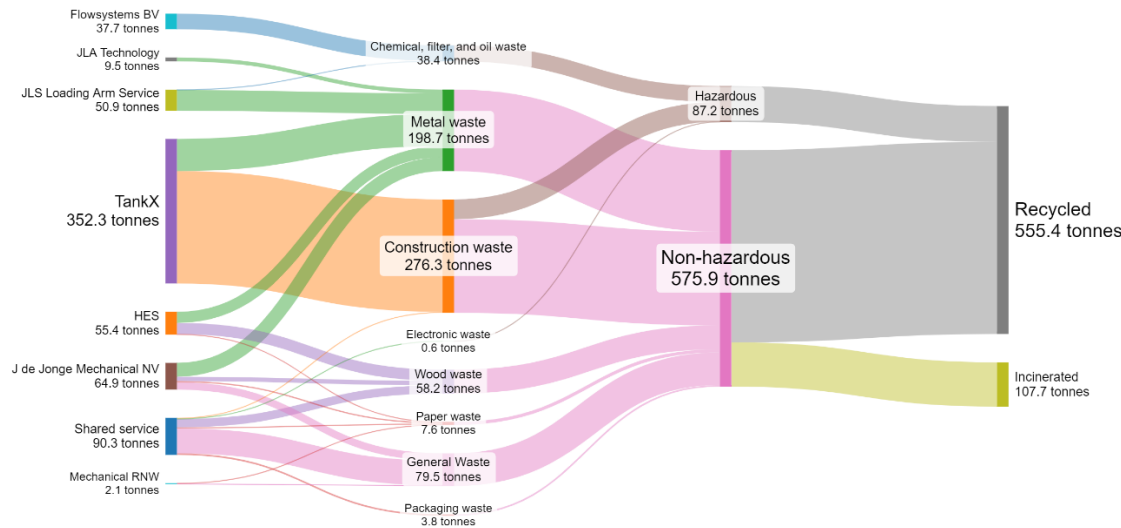 Flowsystems BV
37.7 tonnes
JLA Technology
9.5 tonnes
JLS Loading Arm Service
50.9 tonnes
TankX
352.3 tonnes
HES
55.4 tonnes
J de Jonge Mechanical NV
64.9 tonnes
Shared service
90.3 tonnes
Mechanical RNW
2.1 tonnes
Chemical, filter, and oil waste
38.4 tonnes
Metal waste
198.7 tonnes
Construction waste
276.3 tonnes
Electronic waste
0.6 tonnes
Wood waste
58.2 tonnes
Paper waste
7.6 tonnes
General Waste
79.5 tonnes
Packaging waste
3.8 tonnes
Hazardous
87.2 tonnes
Non-hazardous
575.9 tonnes
Recycled
555.4 tonnes
Incinerated
107.7 tonnes